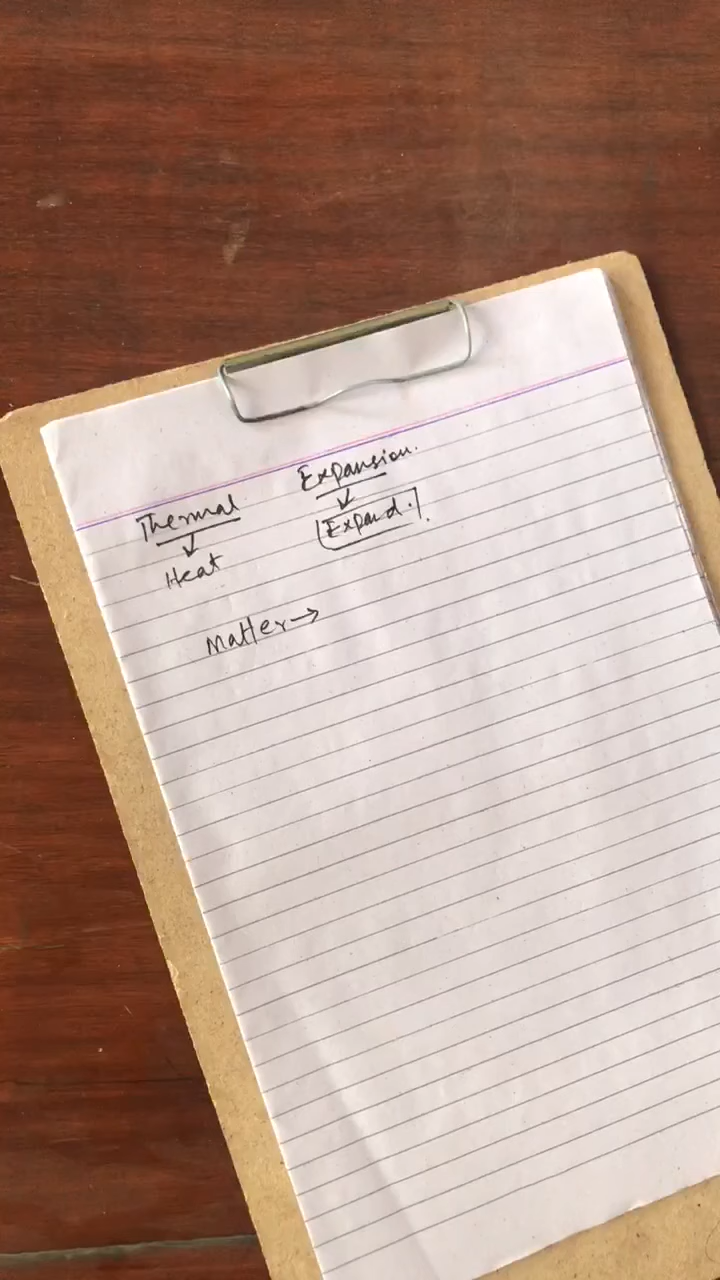 Thermal Expansion.
↓ ↓
Heat Expand.
Matter →